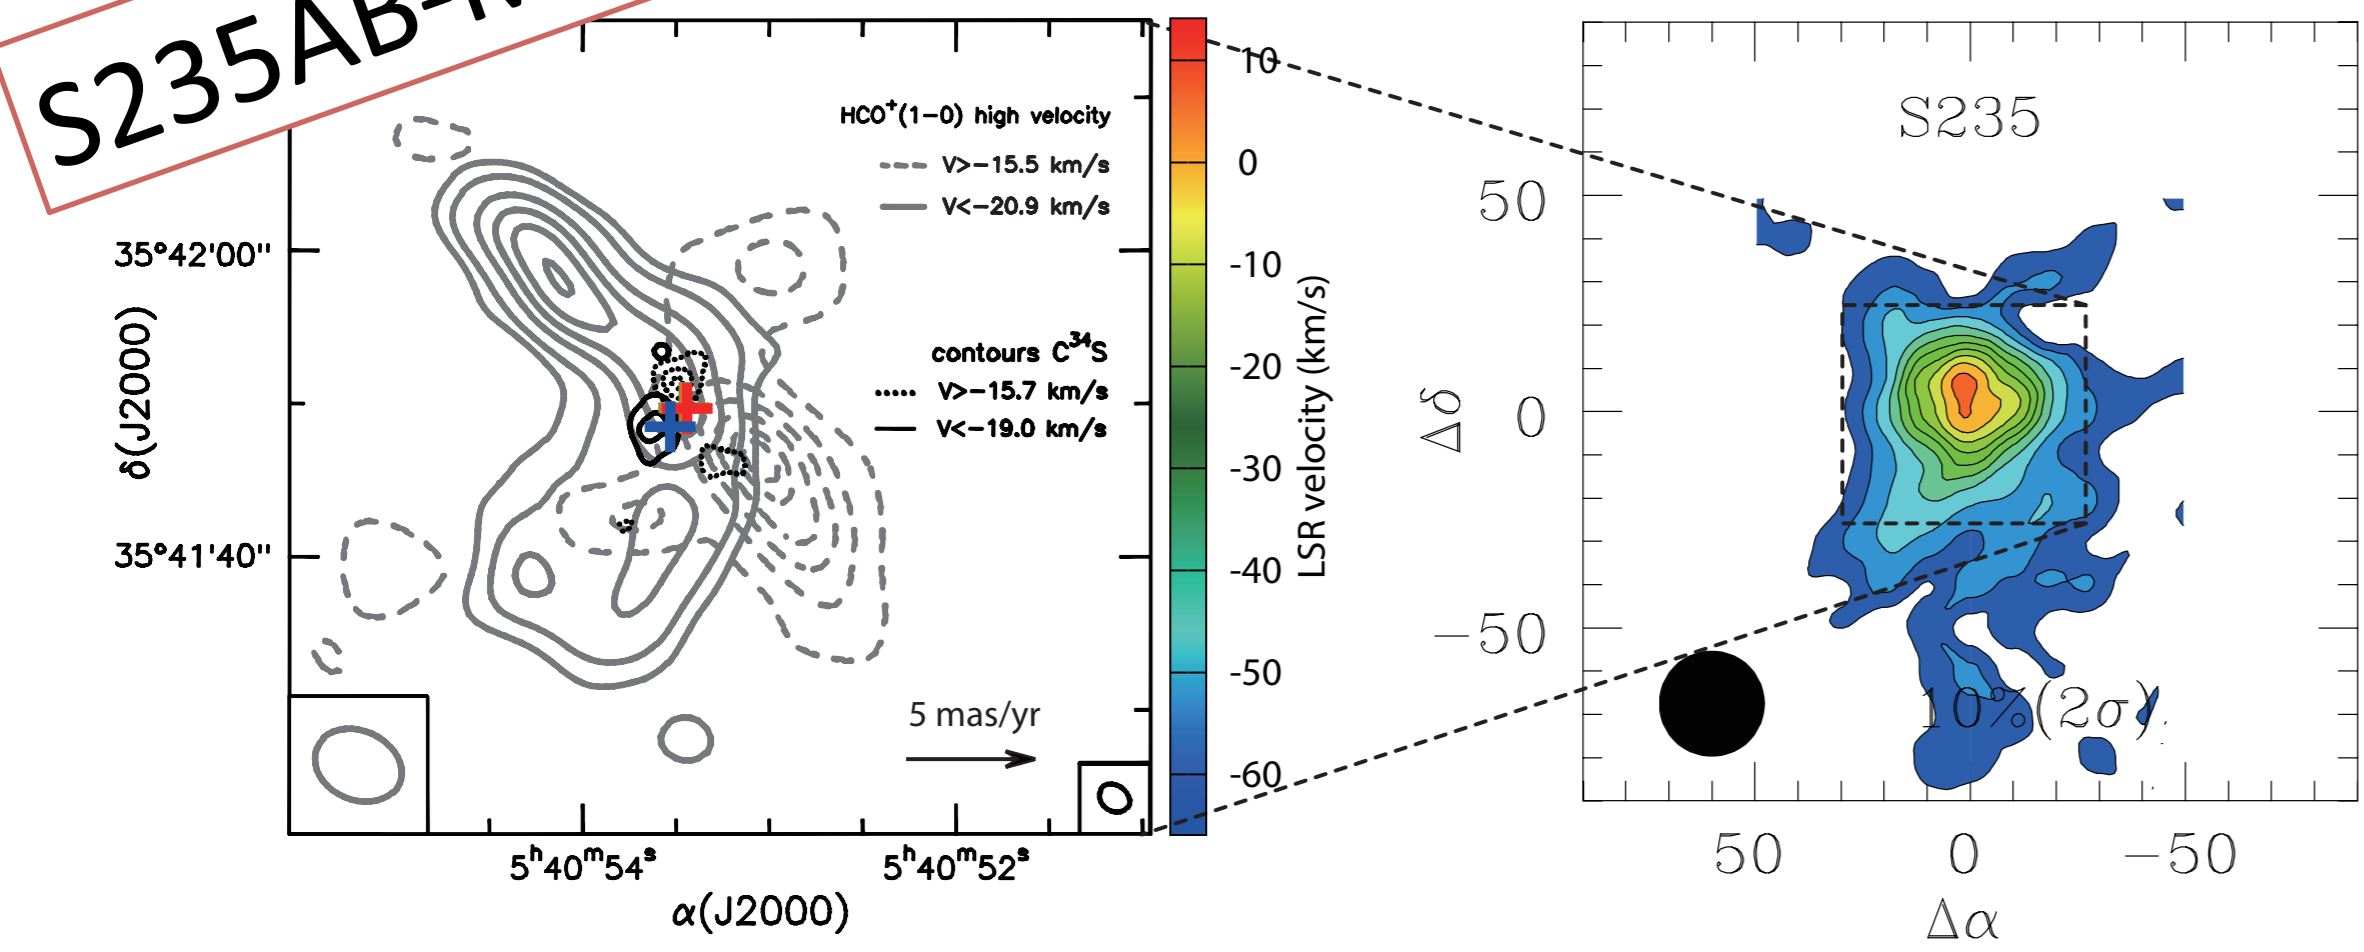 S235AB-M
HCO⁺(1-0) high velocity
V>-15.5 km/s
V<-20.9 km/s
contours C³⁴S
V>-15.7 km/s
V<-19.0 km/s
35°42'00"
35°41'40"
δ(J2000)
5 mas/yr
5ʰ40ᵐ54ˢ
5ʰ40ᵐ52ˢ
α(J2000)
10
0
-10
-20
-30
-40
-50
-60
LSR velocity (km/s)
S235
50
0
-50
Δδ
10%(2σ)
50
0
-50
Δα